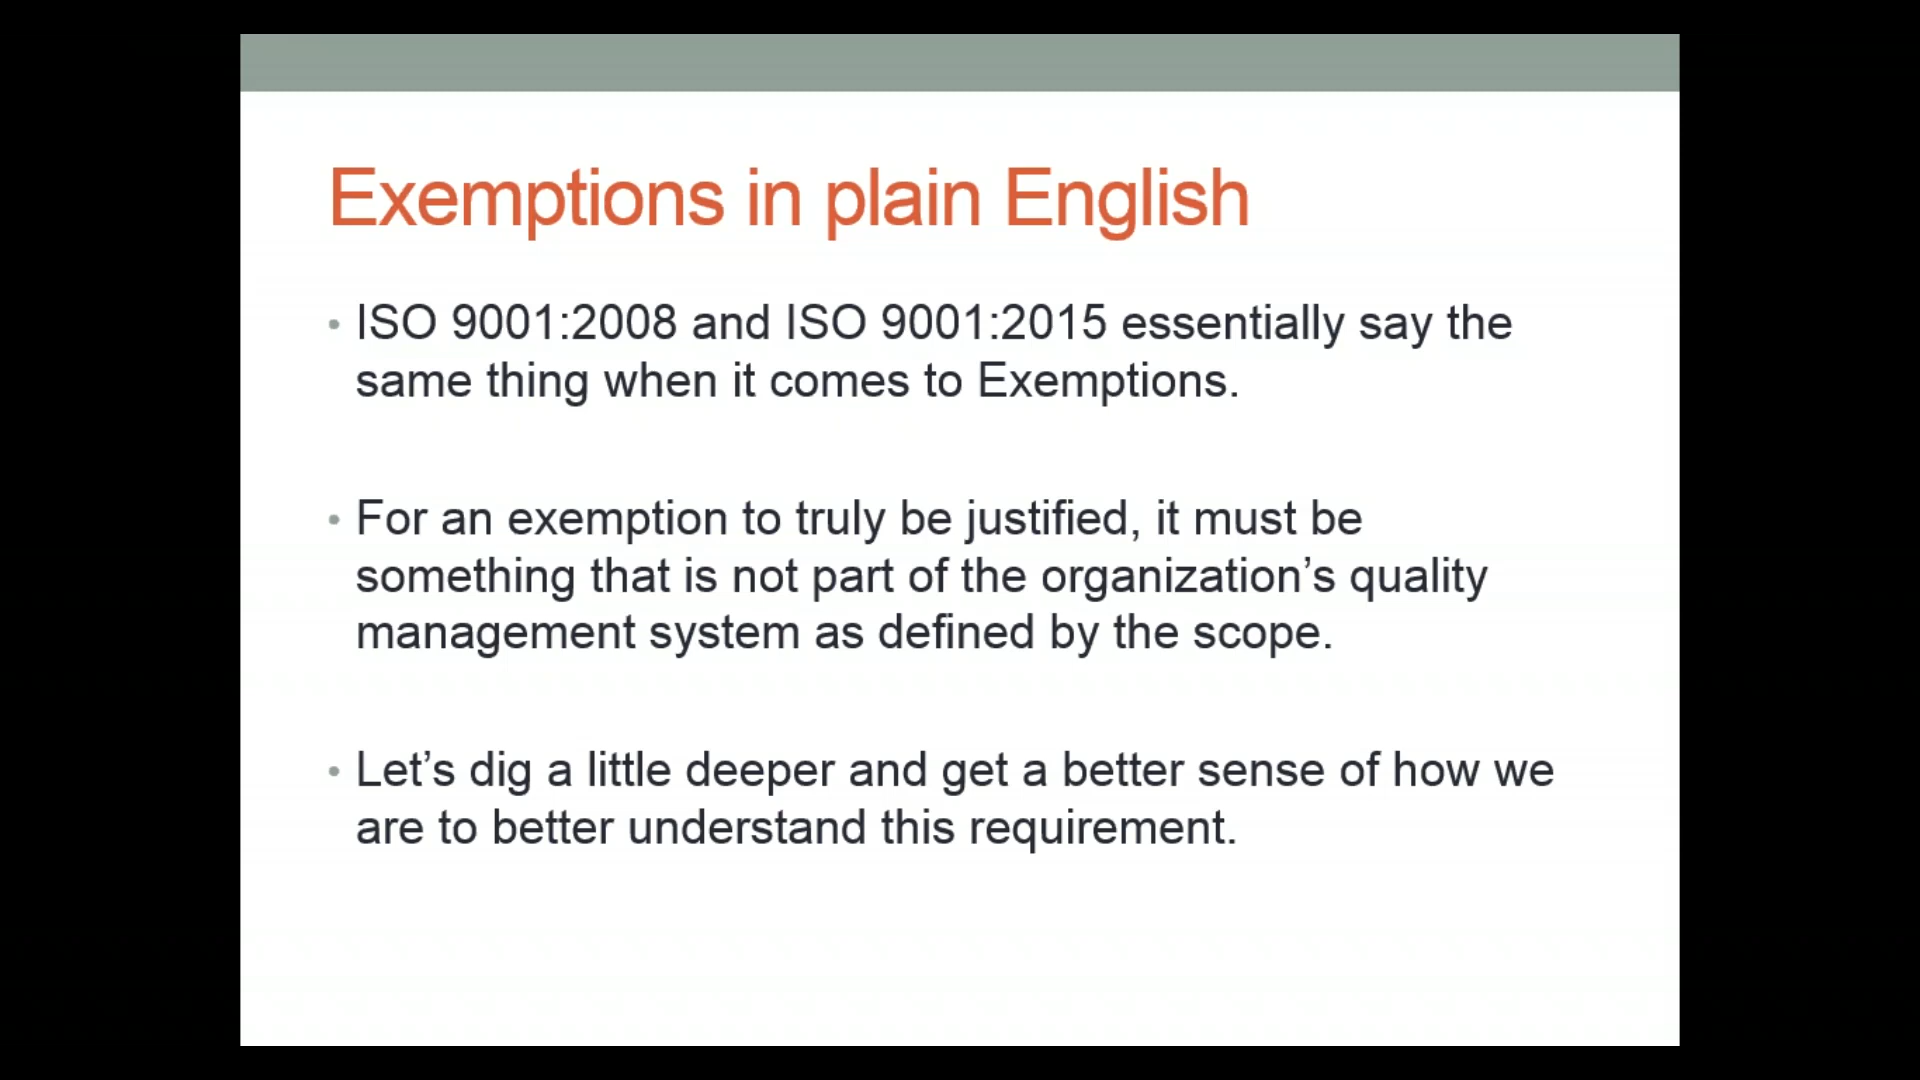 Exemptions in plain English
• ISO 9001:2008 and ISO 9001:2015 essentially say the
same thing when it comes to Exemptions.
• For an exemption to truly be justified, it must be
something that is not part of the organization’s quality
management system as defined by the scope.
• Let’s dig a little deeper and get a better sense of how we
are to better understand this requirement.